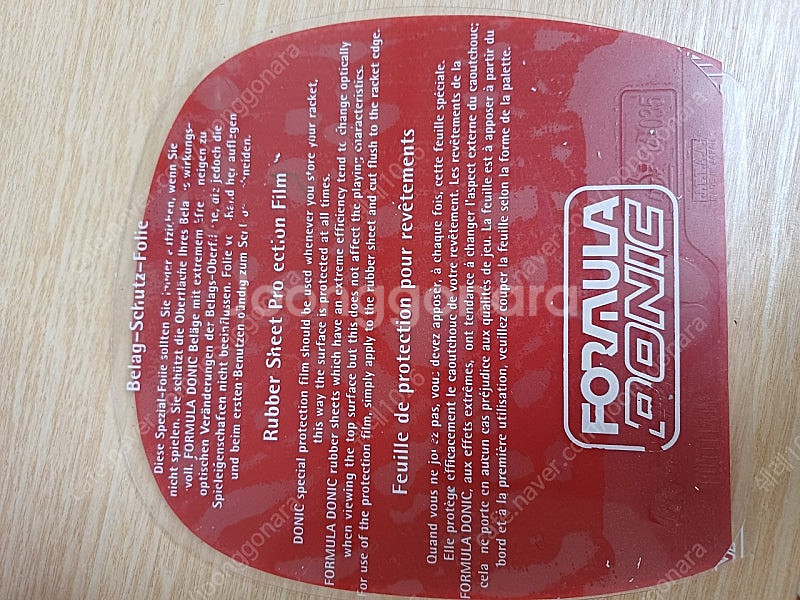 Belag-Schutz-Folie
Diese Spezial-Folie sollten Sie immer aufziehen, wenn Sie
nicht spielen. Sie schützt die Oberfläche Ihres Belags wirkungs-
voll. FORMULA DONIC Beläge mit extremem neigen zu
optischen Veränderungen der Belags-Oberfläche, die jedoch die
Spieleigenschaften nicht beeinflussen. Folie auflegen
und beim ersten Benutzen bündig zum
Rubber Sheet Protection Film
DONIC special protection film should be used whenever you store your racket,
this way the surface is protected at all times.
FORMULA DONIC rubber sheets which have an extreme efficiency tend to change optically
when viewing the top surface but this does not affect the playing characteristics.
For use of the protection film, simply apply to the rubber sheet and cut flush to the racket edge.
Feuille de protection pour revêtements
Quand vous ne jouez pas, vous devez apposer, à chaque fois, cette feuille spéciale.
Elle protège efficacement le caoutchouc de votre revêtement. Les revêtements de la
FORMULA DONIC, aux effets extrêmes, ont tendance à changer l'aspect externe du caoutchouc;
cela ne porte en aucun cas préjudice aux qualités de jeu. La feuille est à apposer à partir du
bord et à la première utilisation, veuillez couper la feuille selon la forme de la palette.
FORMULA
DONIC
joonggonara